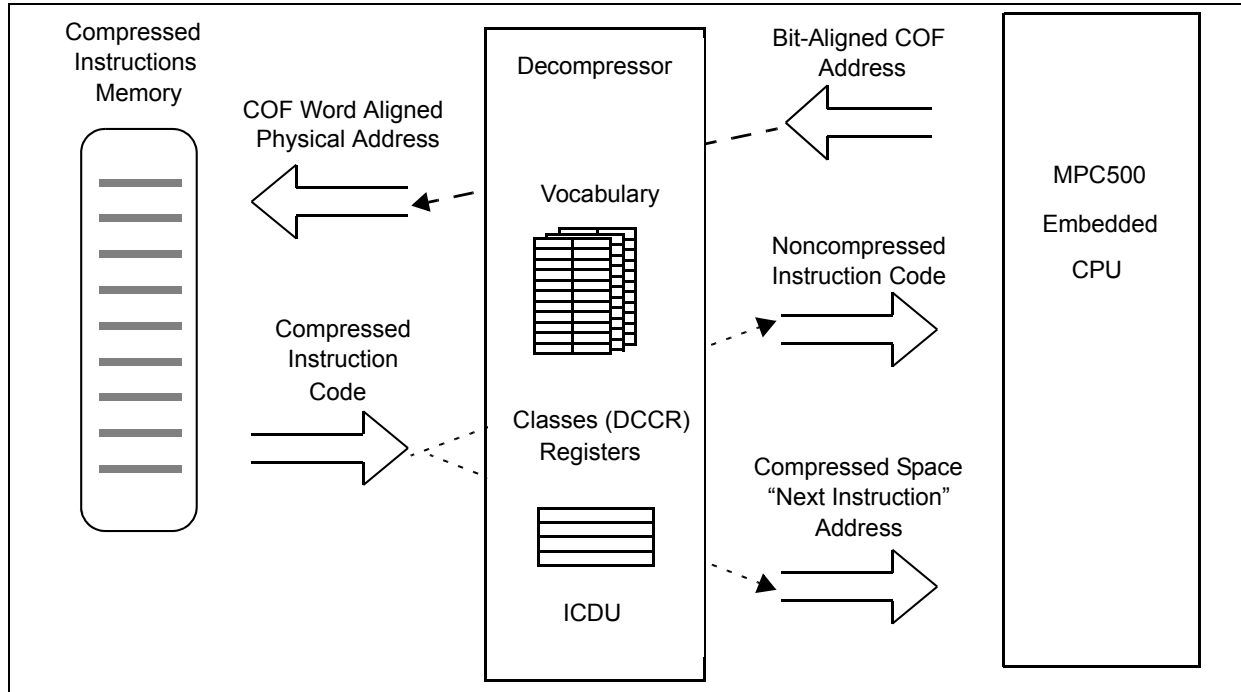 Compressed
Instructions
Memory
COF Word Aligned
Physical Address
Compressed
Instruction
Code
Decompressor
Vocabulary
Classes (DCCR)
Registers
ICDU
Bit-Aligned COF
Address
Noncompressed
Instruction Code
Compressed Space
“Next Instruction”
Address
MPC500
Embedded
CPU